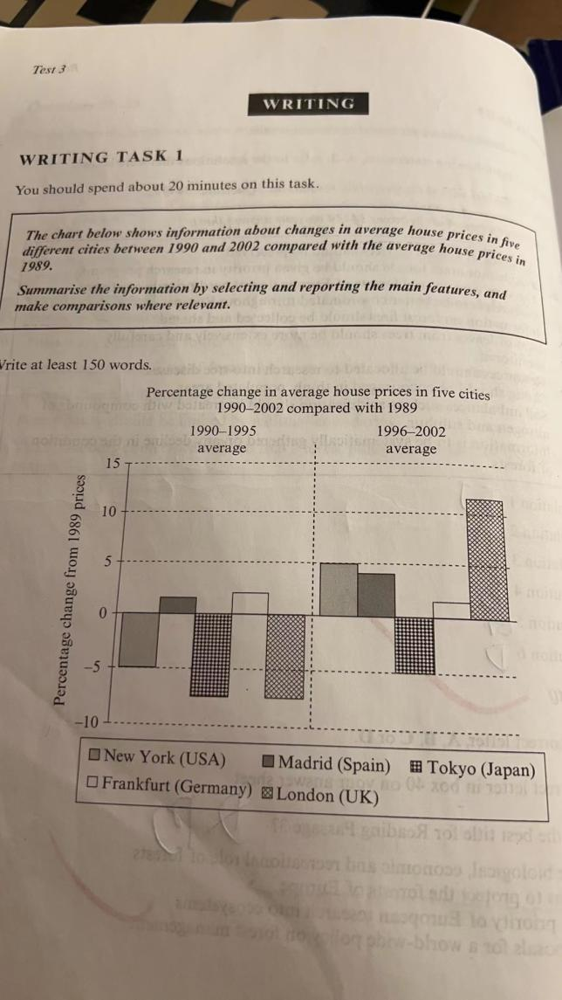 Test 3
WRITING
WRITING TASK 1
You should spend about 20 minutes on this task.
The chart below shows information about changes in average house prices in five
different cities between 1990 and 2002 compared with the average house prices in
1989.
Summarise the information by selecting and reporting the main features, and
make comparisons where relevant.
Write at least 150 words.
Percentage change in average house prices in five cities
1990–2002 compared with 1989
1990–1995
average
1996–2002
average
Percentage change from 1989 prices
15
10
5
0
–5
–10
New York (USA) Madrid (Spain) Tokyo (Japan)
Frankfurt (Germany) London (UK)